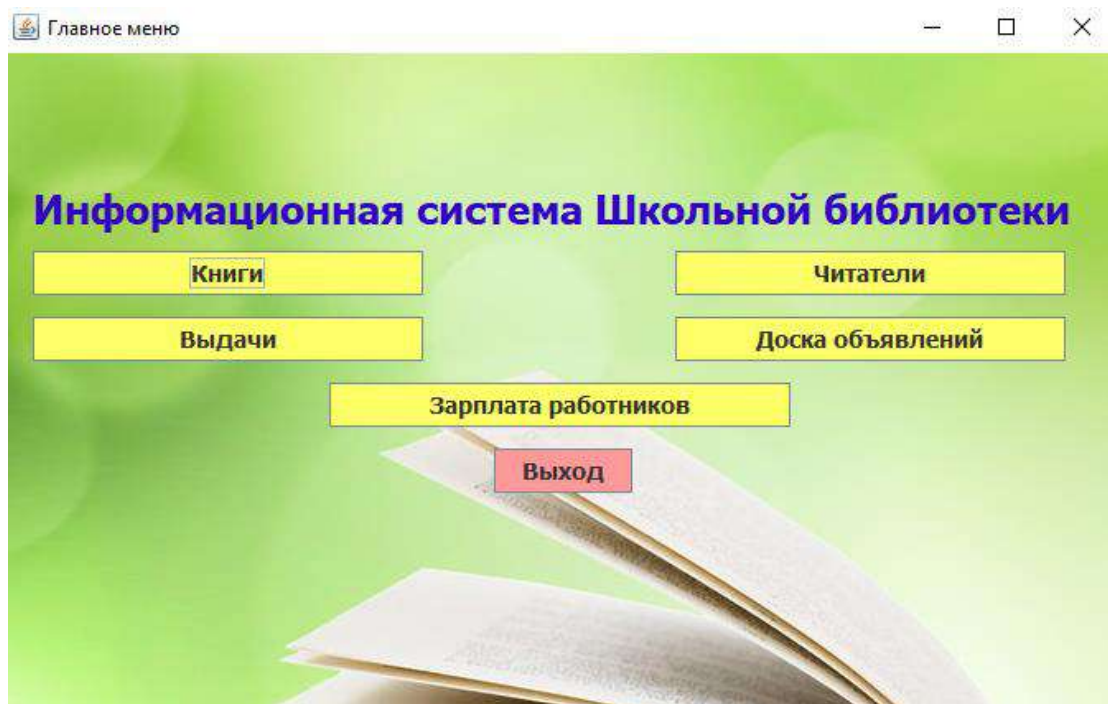 Главное меню
Информационная система Школьной библиотеки
Книги
Читатели
Выдачи
Доска объявлений
Зарплата работников
Выход